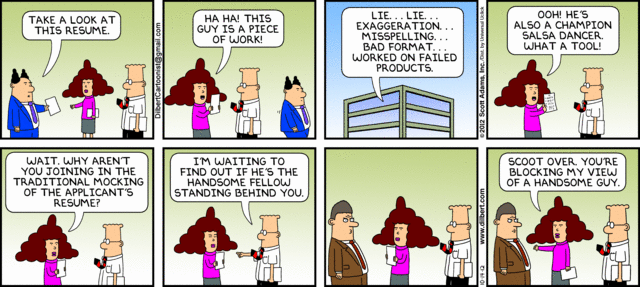 TAKE A LOOK AT
THIS RESUME.
DilbertCartoonist@gmail.com
HA HA! THIS
GUY IS A PIECE
OF WORK!
LIE... LIE...
EXAGGERATION...
MISSPELLING...
BAD FORMAT...
WORKED ON FAILED
PRODUCTS.
©2012 Scott Adams, Inc. /Dist. by Universal Uclick
OOH! HE'S
ALSO A CHAMPION
SALSA DANCER.
WHAT A TOOL!
WAIT. WHY AREN'T
YOU JOINING IN THE
TRADITIONAL MOCKING
OF THE APPLICANT'S
RESUME?
I'M WAITING TO
FIND OUT IF HE'S THE
HANDSOME FELLOW
STANDING BEHIND YOU.
www.dilbert.com
10-14-12
SCOOT OVER. YOU'RE
BLOCKING MY VIEW
OF A HANDSOME GUY.